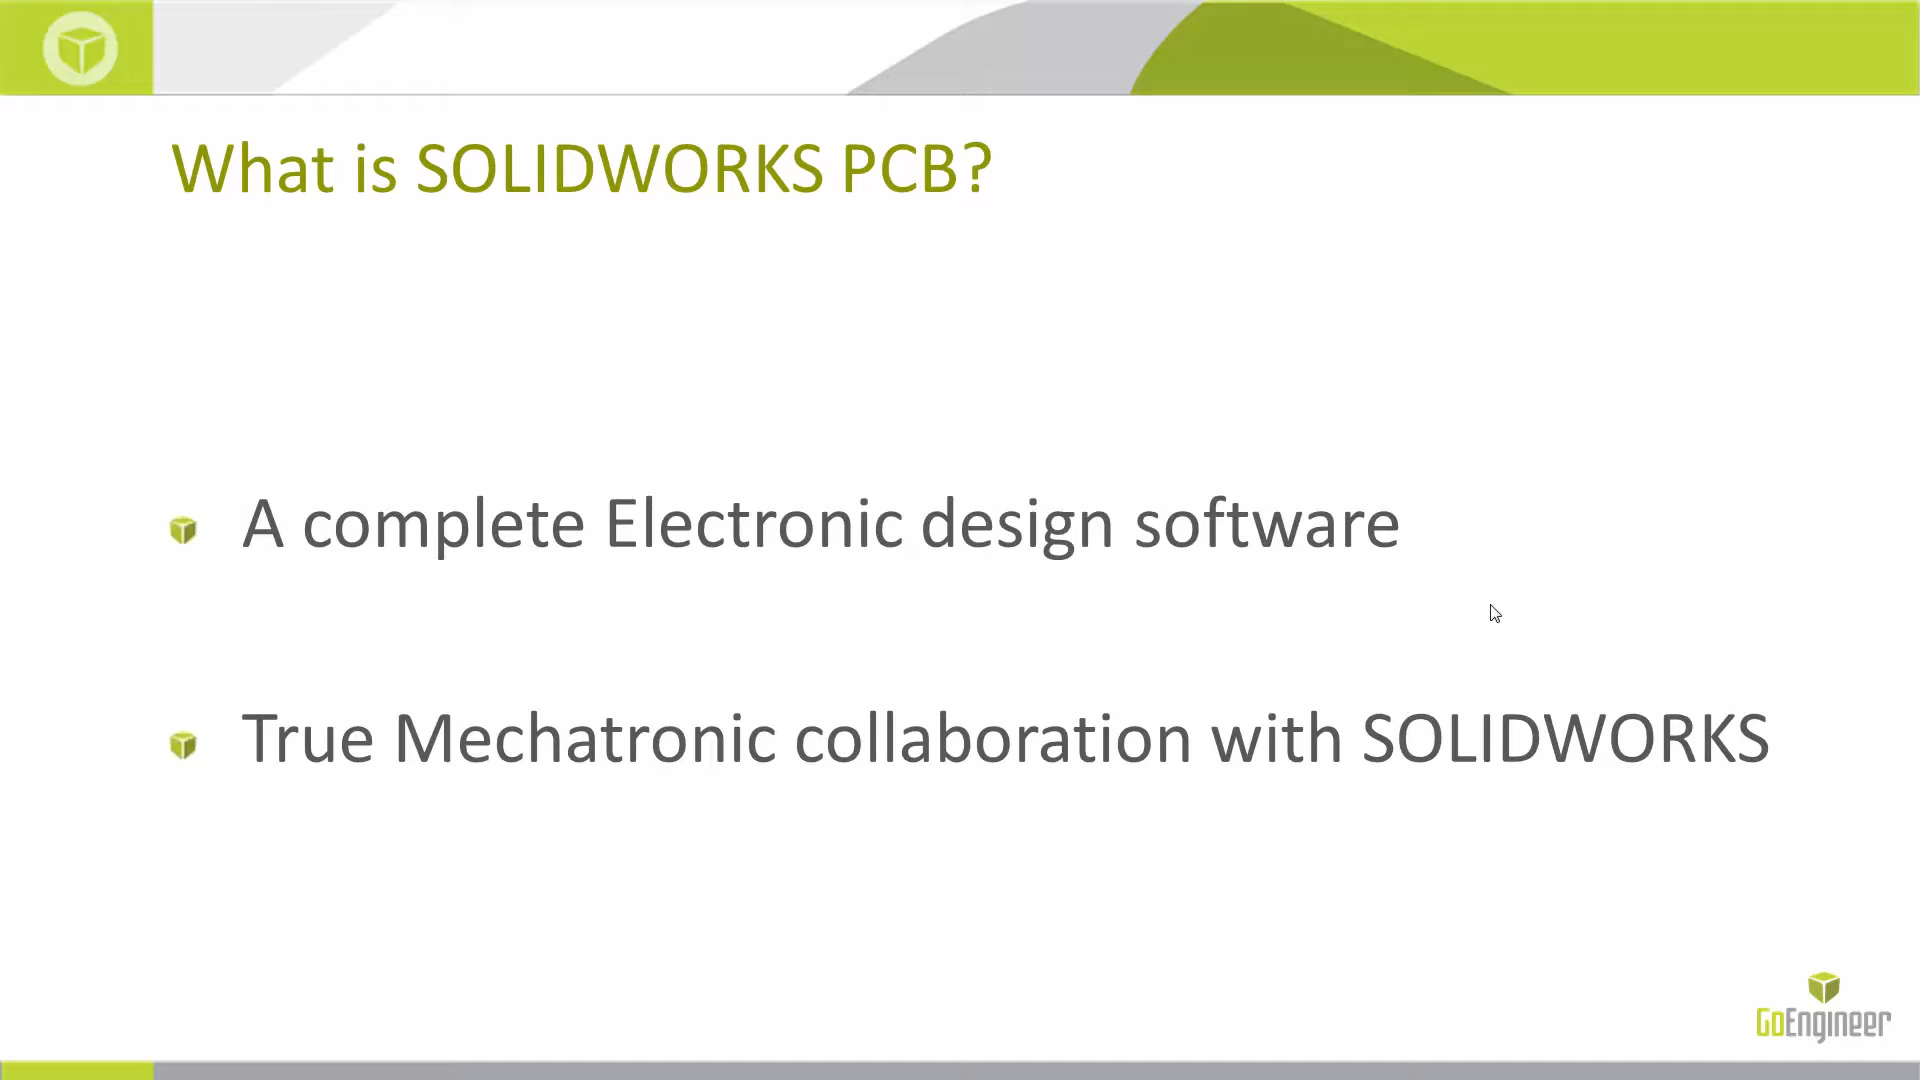 What is SOLIDWORKS PCB?
A complete Electronic design software
True Mechatronic collaboration with SOLIDWORKS
GoEngineer